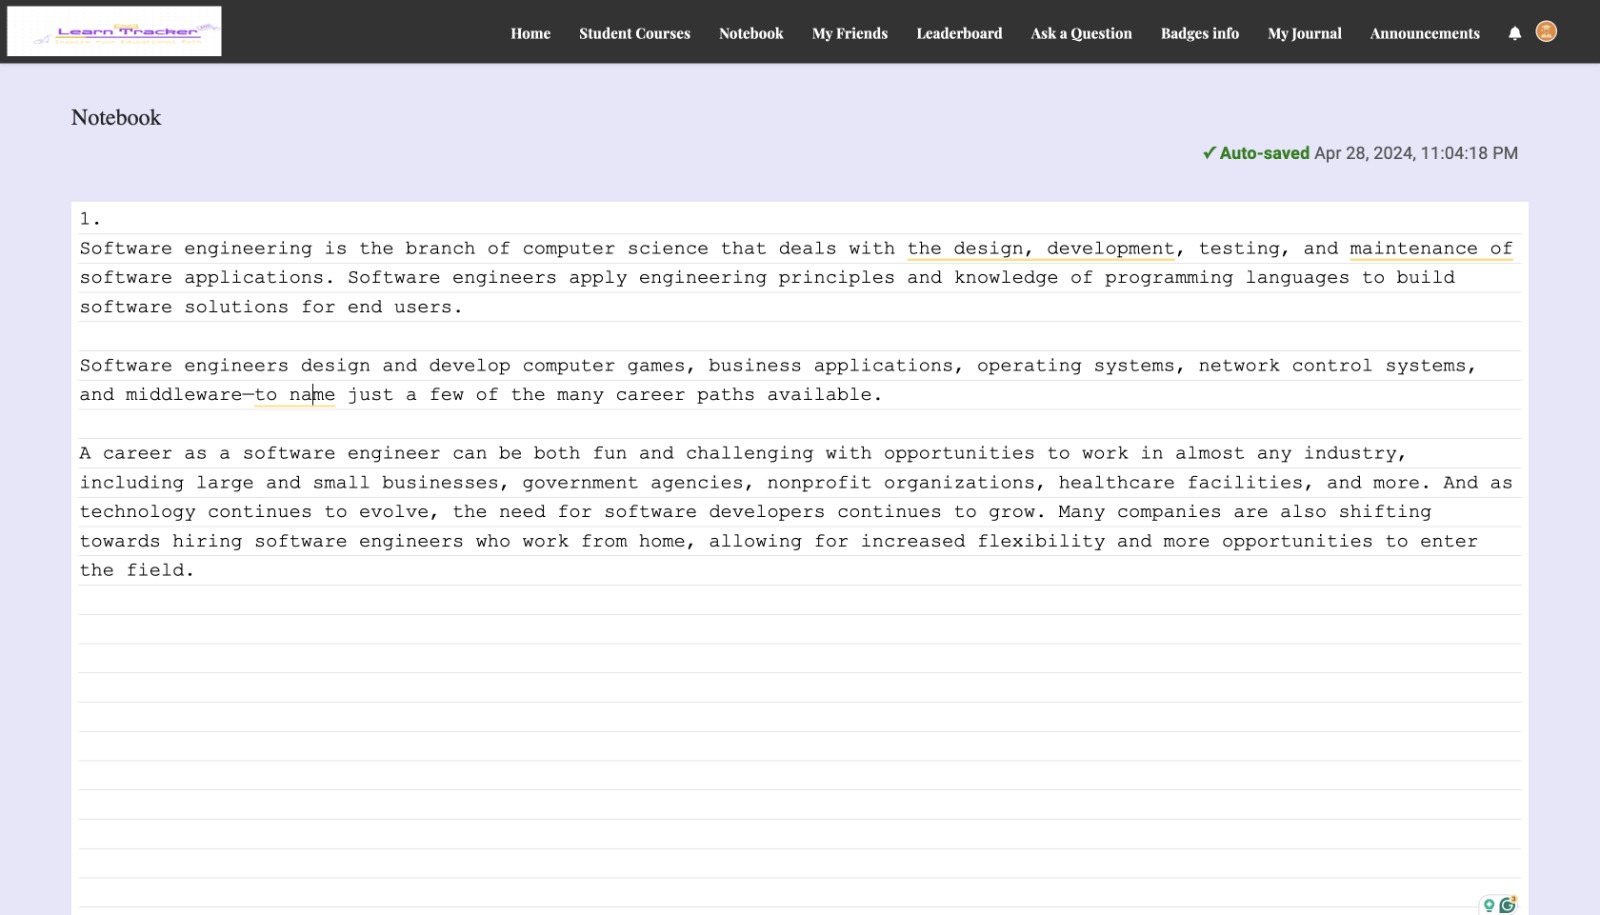 Learn Tracker
Home Student Courses Notebook My Friends Leaderboard Ask a Question Badges info My Journal Announcements
Notebook
✓ Auto-saved Apr 28, 2024, 11:04:18 PM
1.
Software engineering is the branch of computer science that deals with the design, development, testing, and maintenance of
software applications. Software engineers apply engineering principles and knowledge of programming languages to build
software solutions for end users.
Software engineers design and develop computer games, business applications, operating systems, network control systems,
and middleware—to name just a few of the many career paths available.
A career as a software engineer can be both fun and challenging with opportunities to work in almost any industry,
including large and small businesses, government agencies, nonprofit organizations, healthcare facilities, and more. And as
technology continues to evolve, the need for software developers continues to grow. Many companies are also shifting
towards hiring software engineers who work from home, allowing for increased flexibility and more opportunities to enter
the field.